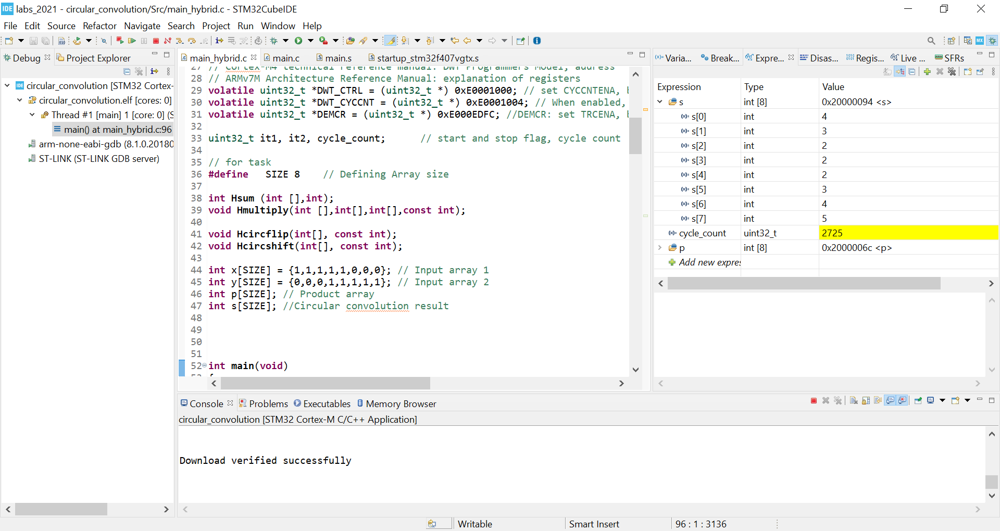 IDE labs_2021 - circular_convolution/Src/main_hybrid.c - STM32CubeIDE
File Edit Source Refactor Navigate Search Project Run Window Help
Debug Project Explorer
circular_convolution [STM32 Cortex-
circular_convolution.elf [cores: 0]
Thread #1 [main] 1 [core: 0] (S
main() at main_hybrid.c:96
arm-none-eabi-gdb (8.1.0.20180
ST-LINK (ST-LINK GDB server)
main_hybrid.c main.c main.s startup_stm32f407vgtx.s
27 // Cortex-M4 technical reference manual: DWT Programmers Model, address
28 // ARMv7M Architecture Reference Manual: explanation of registers
29 volatile uint32_t *DWT_CTRL = (uint32_t *) 0xE0001000; // set CYCCNTENA, b
30 volatile uint32_t *DWT_CYCCNT = (uint32_t *) 0xE0001004; // When enabled,
31 volatile uint32_t *DEMCR = (uint32_t *) 0xE000EDFC; //DEMCR: set TRCENA, b
32
33 uint32_t it1, it2, cycle_count; // start and stop flag, cycle count
34
35 // for task
36 #define SIZE 8 // Defining Array size
37
38 int Hsum (int [],int);
39 void Hmultiply(int [],int[],int[],const int);
40
41 void Hcircflip(int[], const int);
42 void Hcircshift(int[], const int);
43
44 int x[SIZE] = {1,1,1,1,1,0,0,0}; // Input array 1
45 int y[SIZE] = {0,0,0,1,1,1,1,1}; // Input array 2
46 int p[SIZE]; // Product array
47 int s[SIZE]; //Circular convolution result
48
49
50
51
52 int main(void)
53 {
(x)= Varia... Break... Expre... Disas... Regis... Live ... SFRs
Expression Type Value
s int [8] 0x20000094 <s>
(x)= s[0] int 4
(x)= s[1] int 3
(x)= s[2] int 2
(x)= s[3] int 2
(x)= s[4] int 2
(x)= s[5] int 3
(x)= s[6] int 4
(x)= s[7] int 5
(x)= cycle_count uint32_t 2725
p int [8] 0x2000006c <p>
Add new expres
Console Problems Executables Memory Browser
circular_convolution [STM32 Cortex-M C/C++ Application]
Download verified successfully
Writable Smart Insert 96 : 1 : 3136